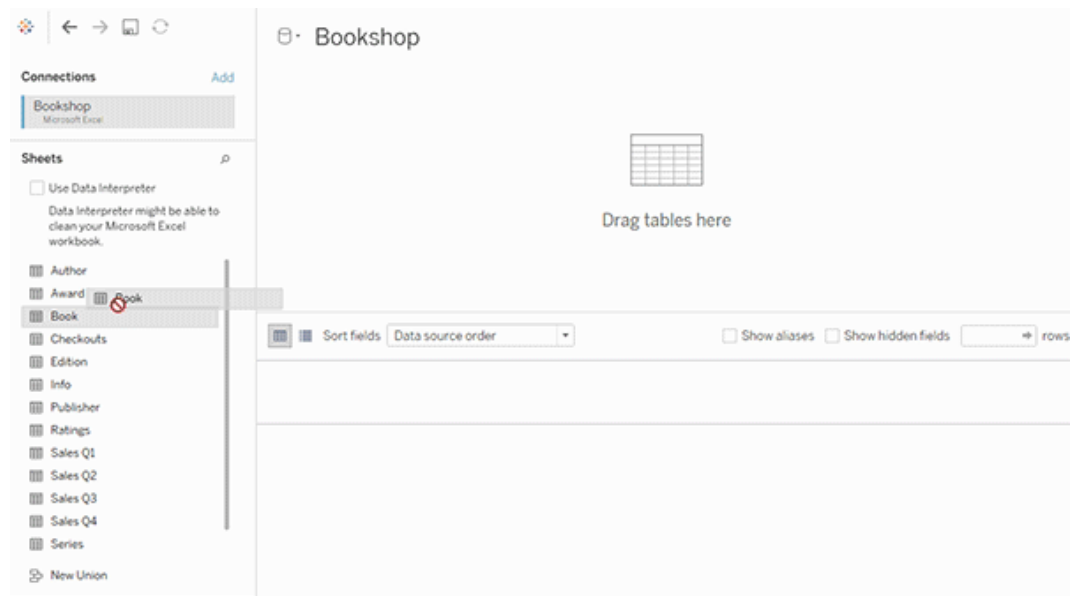 Bookshop
Connections Add
Bookshop
Microsoft Excel
Sheets
Use Data Interpreter
Data Interpreter might be able to
clean your Microsoft Excel
workbook.
Author
Award
Book
Book
Checkouts
Edition
Info
Publisher
Ratings
Sales Q1
Sales Q2
Sales Q3
Sales Q4
Series
New Union
Drag tables here
Sort fields Data source order Show aliases Show hidden fields rows